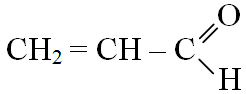 O
CH₂ = CH – C
H